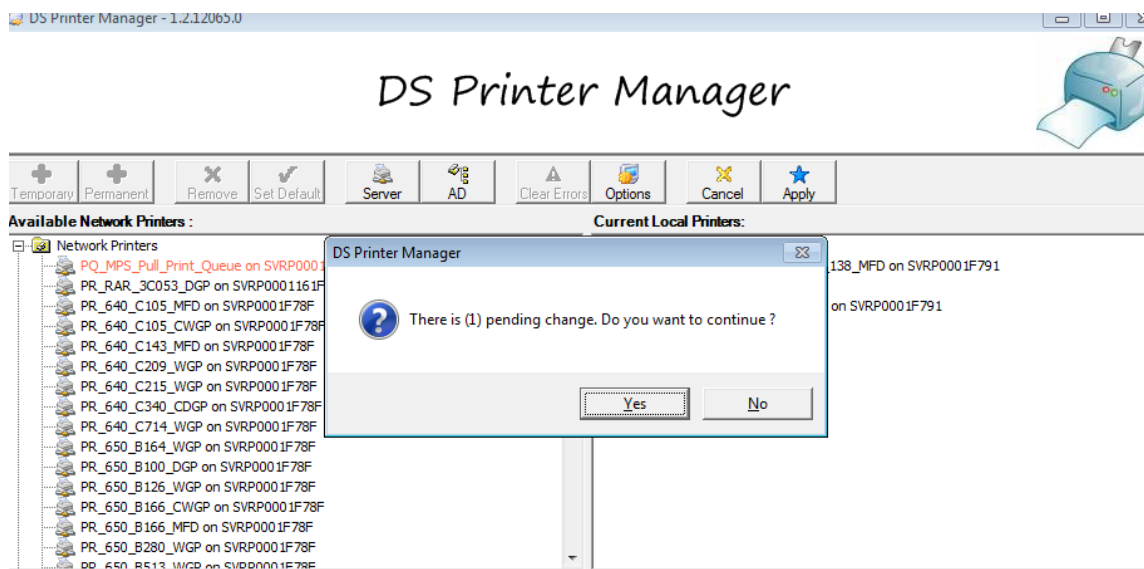 DS Printer Manager - 1.2.12065.0
DS Printer Manager
Temporary Permanent Remove Set Default Server AD Clear Errors Options Cancel Apply
Available Network Printers :
Current Local Printers:
Network Printers
PQ_MPS_Pull_Print_Queue on SVRP0001
PR_RAR_3C053_DGP on SVRP0001161F
PR_640_C105_MFD on SVRP0001F78F
PR_640_C105_CWGP on SVRP0001F78F
PR_640_C143_MFD on SVRP0001F78F
PR_640_C209_WGP on SVRP0001F78F
PR_640_C215_WGP on SVRP0001F78F
PR_640_C340_CDGP on SVRP0001F78F
PR_640_C714_WGP on SVRP0001F78F
PR_650_B164_WGP on SVRP0001F78F
PR_650_B100_DGP on SVRP0001F78F
PR_650_B126_WGP on SVRP0001F78F
PR_650_B166_CWGP on SVRP0001F78F
PR_650_B166_MFD on SVRP0001F78F
PR_650_B280_WGP on SVRP0001F78F
PR_650_B513_WGP on SVRP0001F78F
DS Printer Manager
There is (1) pending change. Do you want to continue ?
Yes
No
_138_MFD on SVRP0001F791
on SVRP0001F791